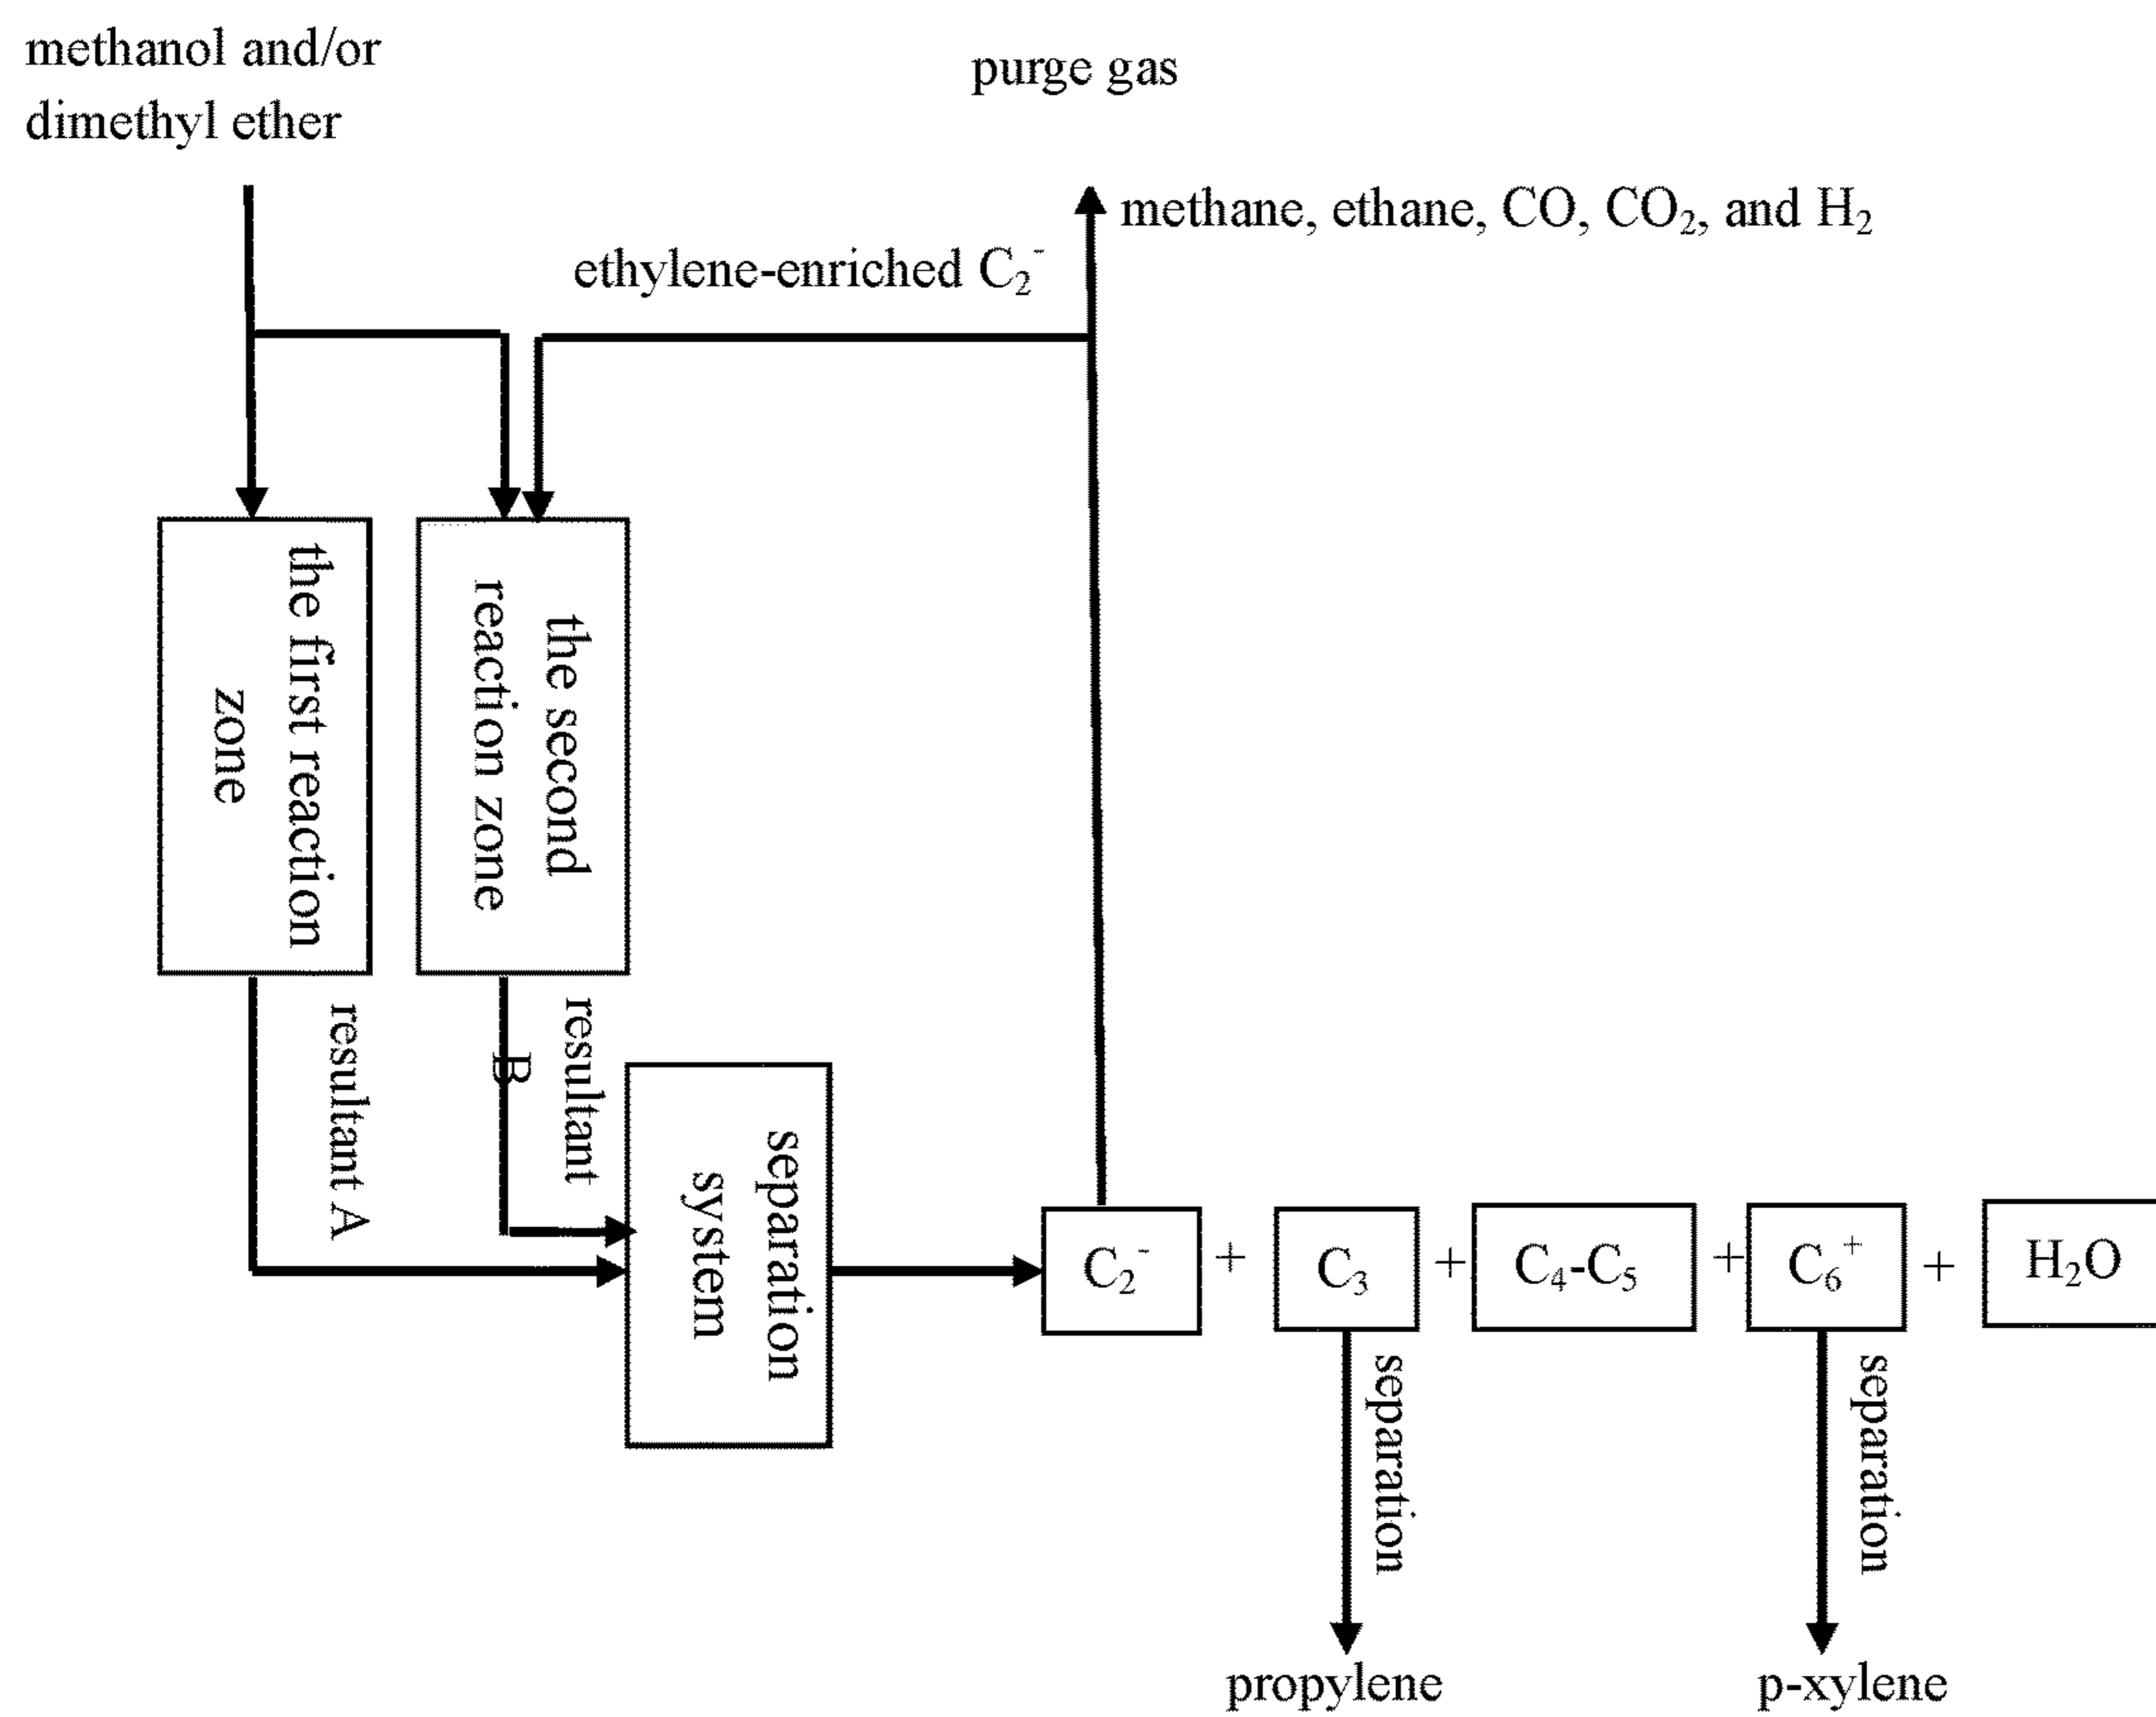 methanol and/or
dimethyl ether
purge gas
methane, ethane, CO, CO₂, and H₂
ethylene-enriched C₂⁻
the first reaction
zone
the second
reaction zone
resultant A
resultant
B
separation
system
C₂⁻ + C₃ + C₄-C₅ + C₆⁺ + H₂O
separation
separation
propylene
p-xylene